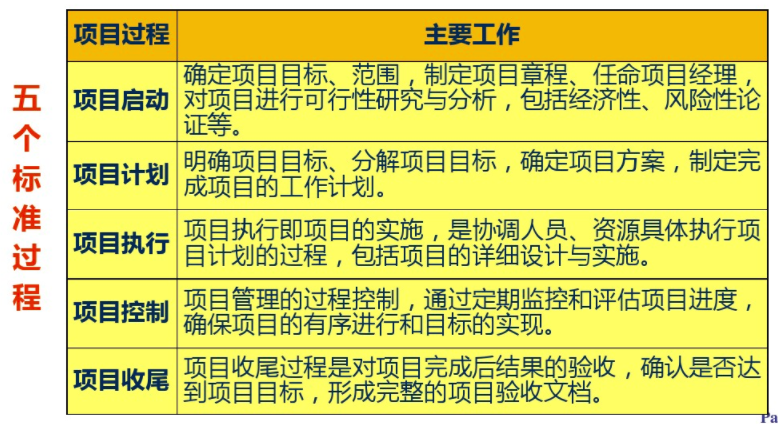 五个标准过程
项目过程 主要工作
项目启动
确定项目目标、范围，制定项目章程、任命项目经理，
对项目进行可行性研究与分析，包括经济性、风险性论
证等。
项目计划
明确项目目标、分解项目目标，确定项目方案，制定完
成项目的工作计划。
项目执行
项目执行即项目的实施，是协调人员、资源具体执行项
目计划的过程，包括项目的详细设计与实施。
项目控制
项目管理的过程控制，通过定期监控和评估项目进度，
确保项目的有序进行和目标的实现。
项目收尾
项目收尾过程是对项目完成后结果的验收，确认是否达
到项目目标，形成完整的项目验收文档。
Pa